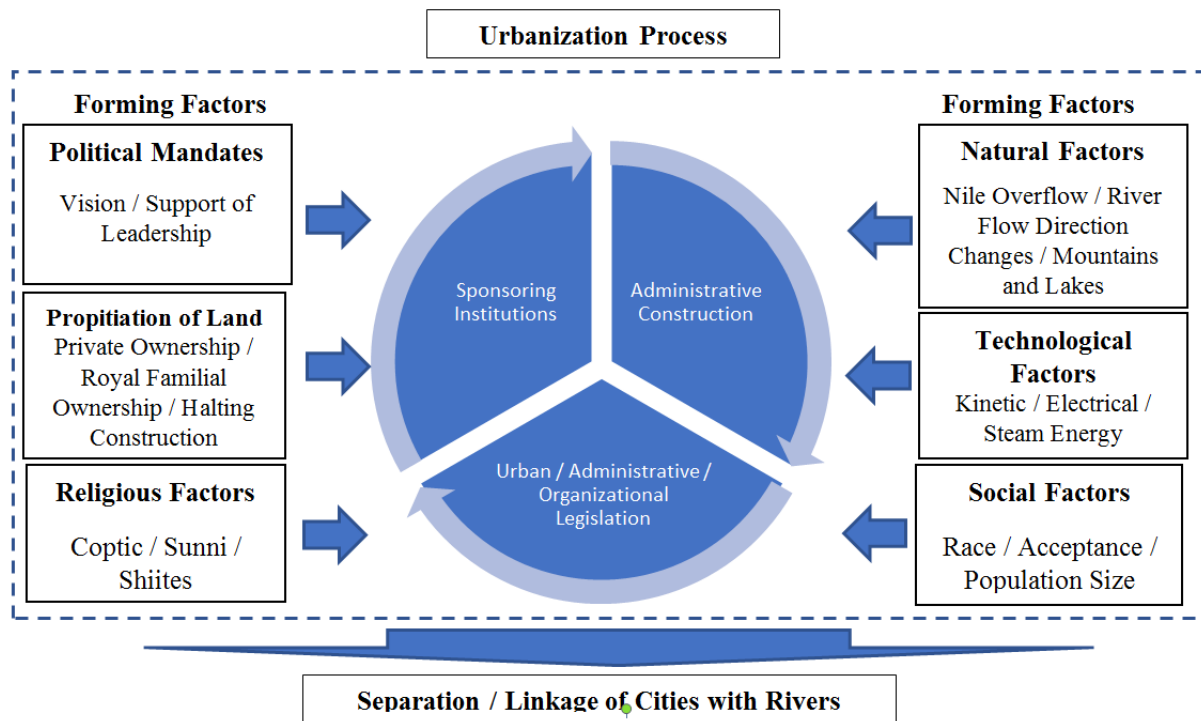 Urbanization Process
Forming Factors
Political Mandates
Vision / Support of
Leadership
Propitiation of Land
Private Ownership /
Royal Familial
Ownership / Halting
Construction
Religious Factors
Coptic / Sunni /
Shiites
Sponsoring
Institutions
Administrative
Construction
Urban / Administrative /
Organizational
Legislation
Forming Factors
Natural Factors
Nile Overflow / River
Flow Direction
Changes / Mountains
and Lakes
Technological
Factors
Kinetic / Electrical /
Steam Energy
Social Factors
Race / Acceptance /
Population Size
Separation / Linkage of Cities with Rivers